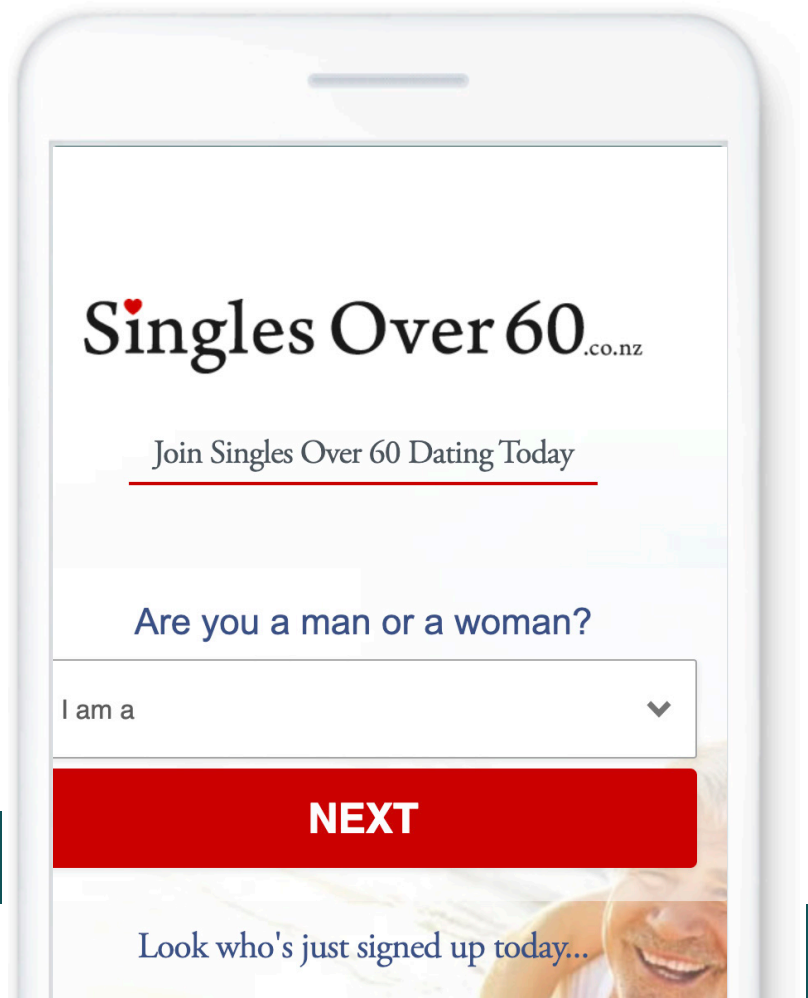 Singles Over 60.co.nz
Join Singles Over 60 Dating Today
Are you a man or a woman?
I am a
NEXT
Look who's just signed up today...